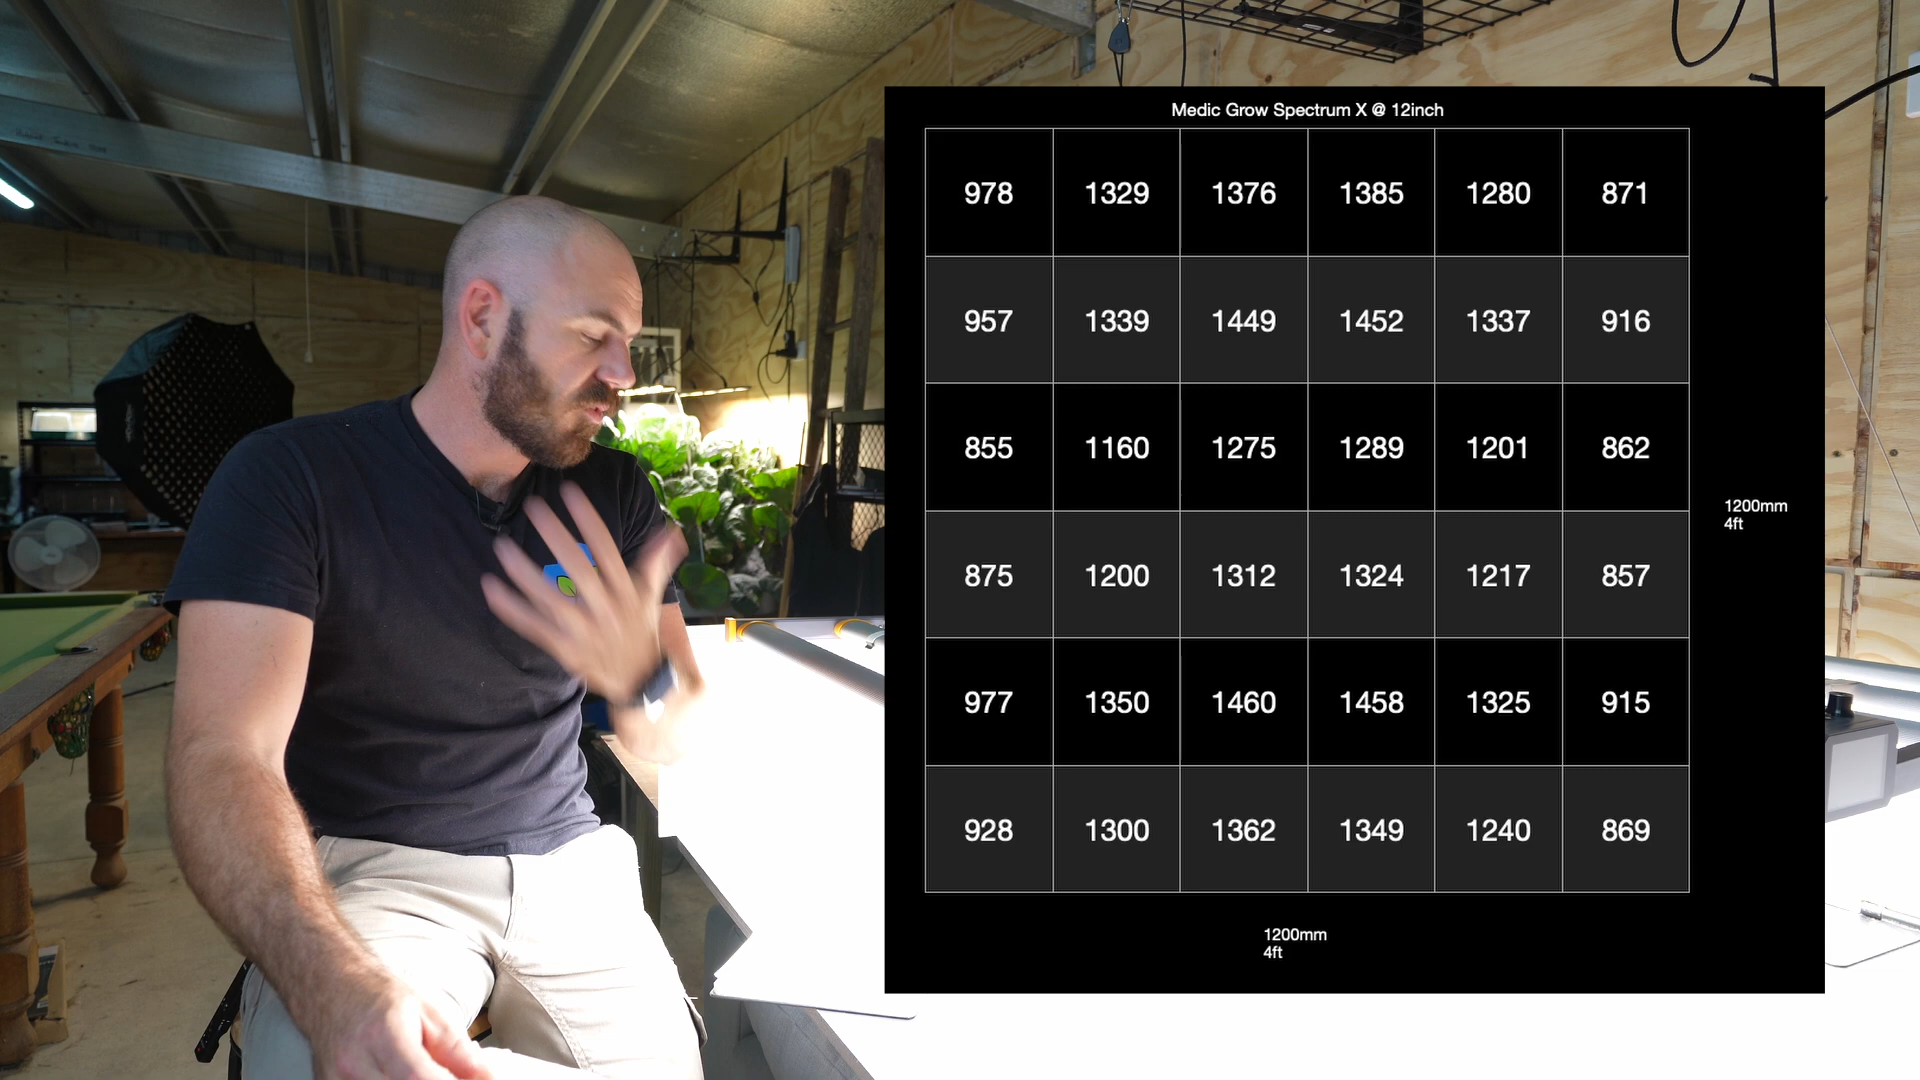 Medic Grow Spectrum X @ 12inch
978 1329 1376 1385 1280 871
957 1339 1449 1452 1337 916
855 1160 1275 1289 1201 862
875 1200 1312 1324 1217 857
977 1350 1460 1458 1325 915
928 1300 1362 1349 1240 869
1200mm
4ft
1200mm
4ft